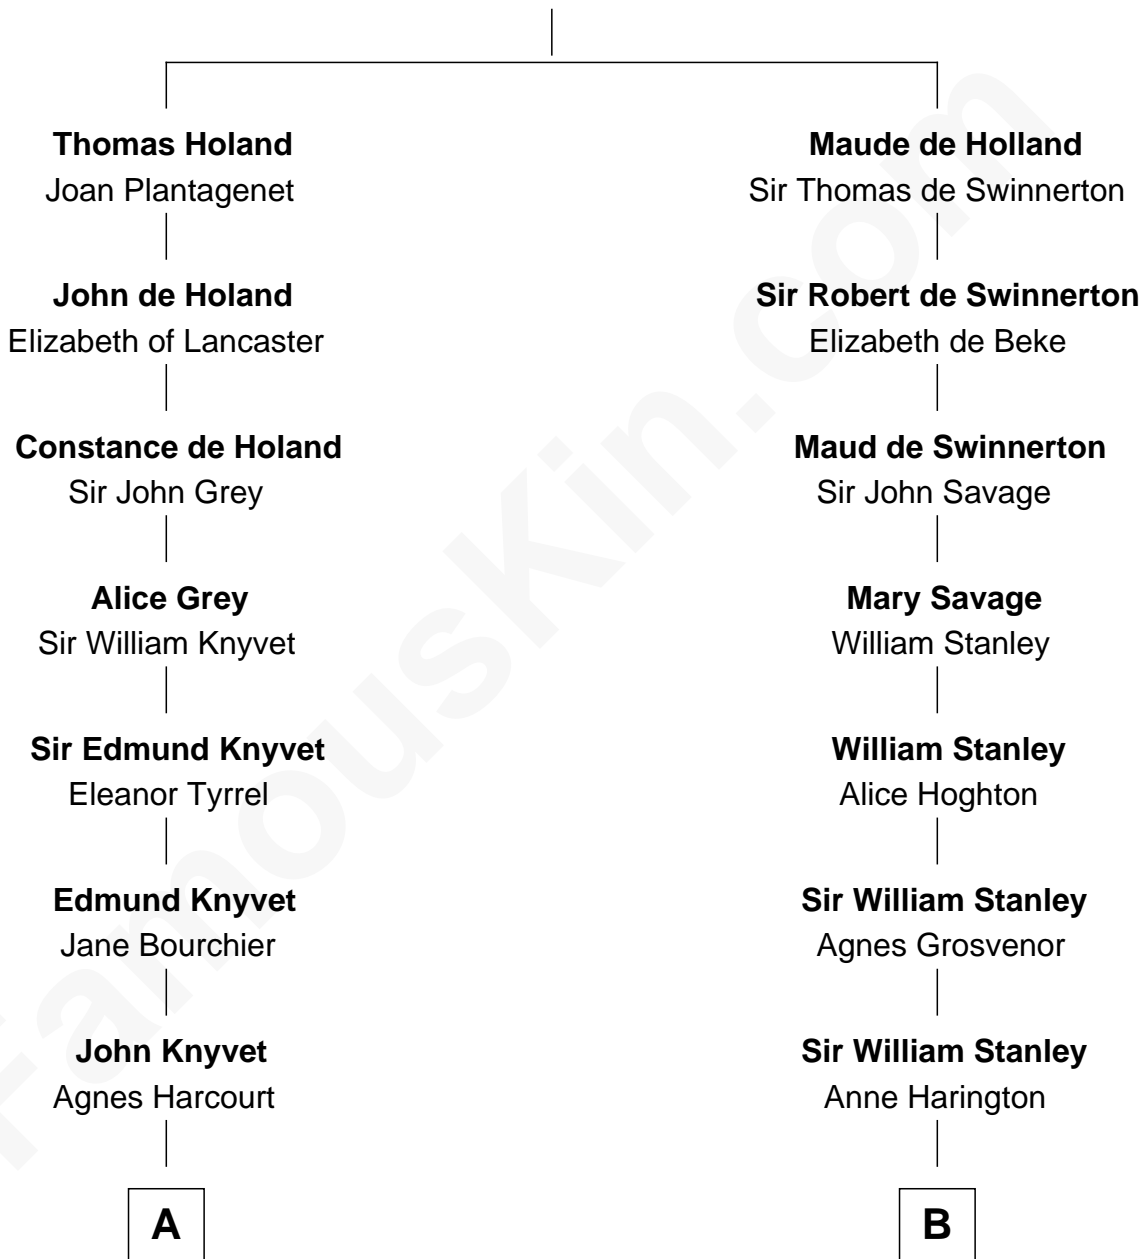 Thomas Holand
Joan Plantagenet
John de Holand
Elizabeth of Lancaster
Constance de Holand
Sir John Grey
Alice Grey
Sir William Knyvet
Sir Edmund Knyvet
Eleanor Tyrrel
Edmund Knyvet
Jane Bourchier
John Knyvet
Agnes Harcourt
A
Maude de Holland
Sir Thomas de Swinnerton
Sir Robert de Swinnerton
Elizabeth de Beke
Maud de Swinnerton
Sir John Savage
Mary Savage
William Stanley
William Stanley
Alice Hoghton
Sir William Stanley
Agnes Grosvenor
Sir William Stanley
Anne Harington
B
FamousKin.com